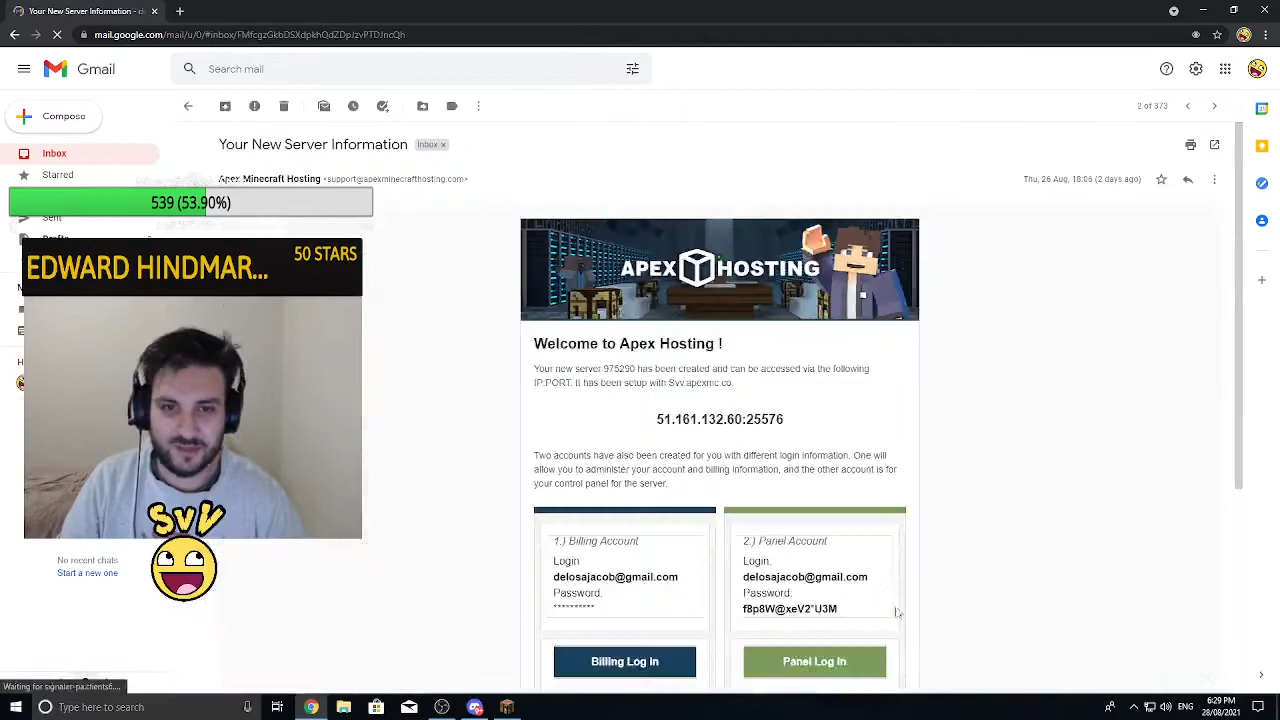 Your New Server Information - d
mail.google.com/mail/u/0/#inbox/FMfcgzGkbDSXdpkhQdZDpJzvPTDJncQh
Gmail
Search mail
Compose
2 of 373
Inbox
Your New Server Information
Inbox ×
Starred
Apex Minecraft Hosting <support@apexminecrafthosting.com>
Thu, 26 Aug, 18:06 (2 days ago)
539 (53.90%)
Sent
Drafts
EDWARD HINDMAR...
50 STARS
APEX HOSTING
Welcome to Apex Hosting !
Your new server 975290 has been created and can be accessed via the following
IP:PORT. It has been setup with Svv.apexmc.co.
51.161.132.60:25576
Two accounts have also been created for you with different login information. One will
allow you to administer your account and billing information, and the other account is for
your control panel for the server.
1.) Billing Account
Login
delosajacob@gmail.com
Password.
**********
Billing Log In
2.) Panel Account
Login.
delosajacob@gmail.com
Password:
f8p8W@xeV2"U3M
Panel Log In
SvV
No recent chats
Start a new one
Waiting for signaler-pa.clients6....
Type here to search
ENG
6:29 PM
28/08/2021